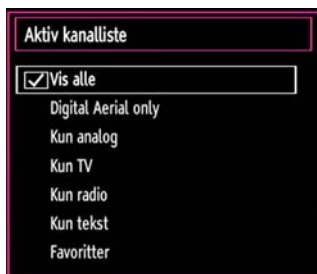 Aktiv kanalliste
Vis alle
Digital Aerial only
Kun analog
Kun TV
Kun radio
Kun tekst
Favoritter